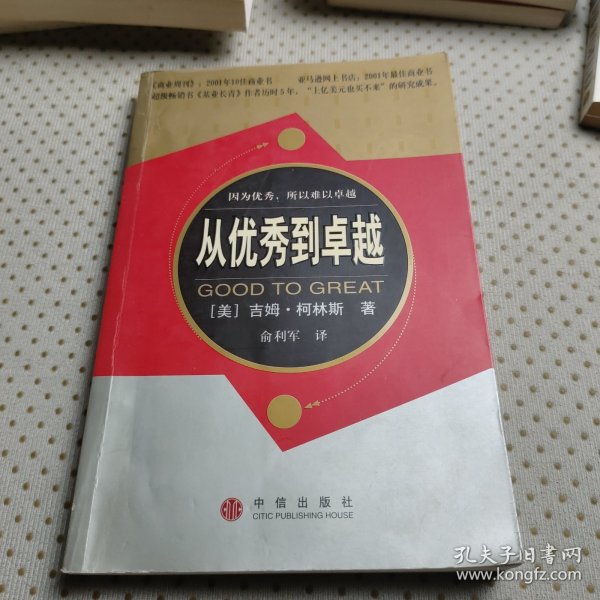 《商业周刊》：2001年10佳商业书 亚马逊网上书店：2001年最佳商业书
超级畅销书《基业长青》作者历时5年，“上亿美元也买不来”的研究成果。
因为优秀，所以难以卓越
从优秀到卓越
GOOD TO GREAT
[美] 吉姆·柯林斯 著
俞利军 译
中信出版社
CITIC PUBLISHING HOUSE
孔夫子旧书网
www.kongfz.com